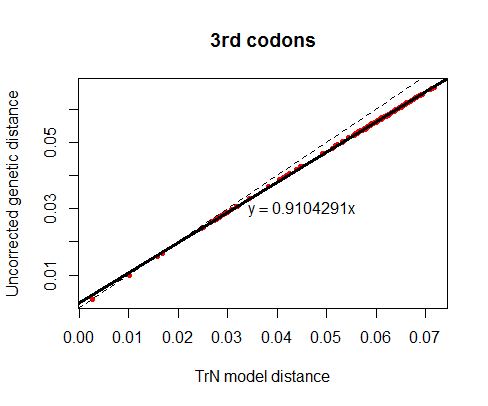 3rd codons
Uncorrected genetic distance
0.05
0.03
0.01
y = 0.9104291x
0.00 0.01 0.02 0.03 0.04 0.05 0.06 0.07
TrN model distance